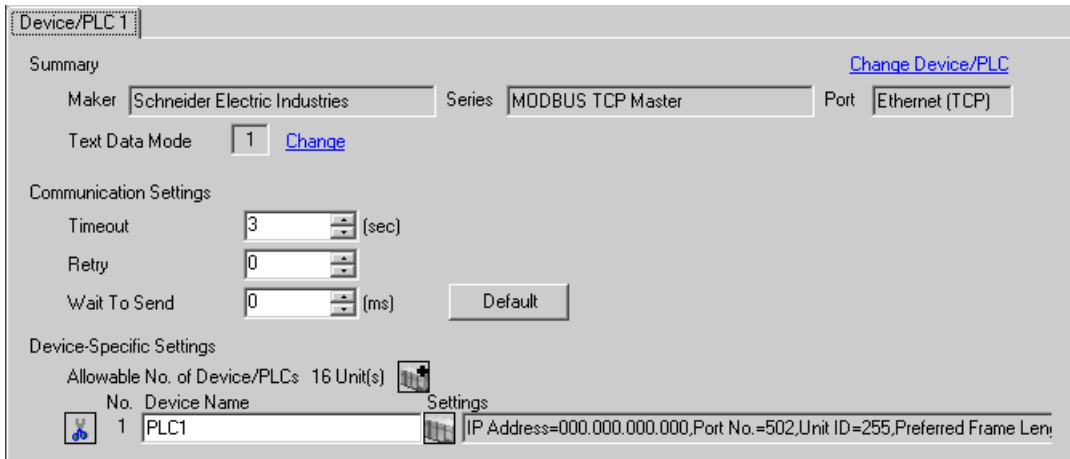 Device/PLC 1
Summary Change Device/PLC
Maker Schneider Electric Industries Series MODBUS TCP Master Port Ethernet (TCP)
Text Data Mode 1 Change
Communication Settings
Timeout 3 (sec)
Retry 0
Wait To Send 0 (ms) Default
Device-Specific Settings
Allowable No. of Device/PLCs 16 Unit(s)
No. Device Name Settings
1 PLC1 IP Address=000.000.000.000,Port No.=502,Unit ID=255,Preferred Frame